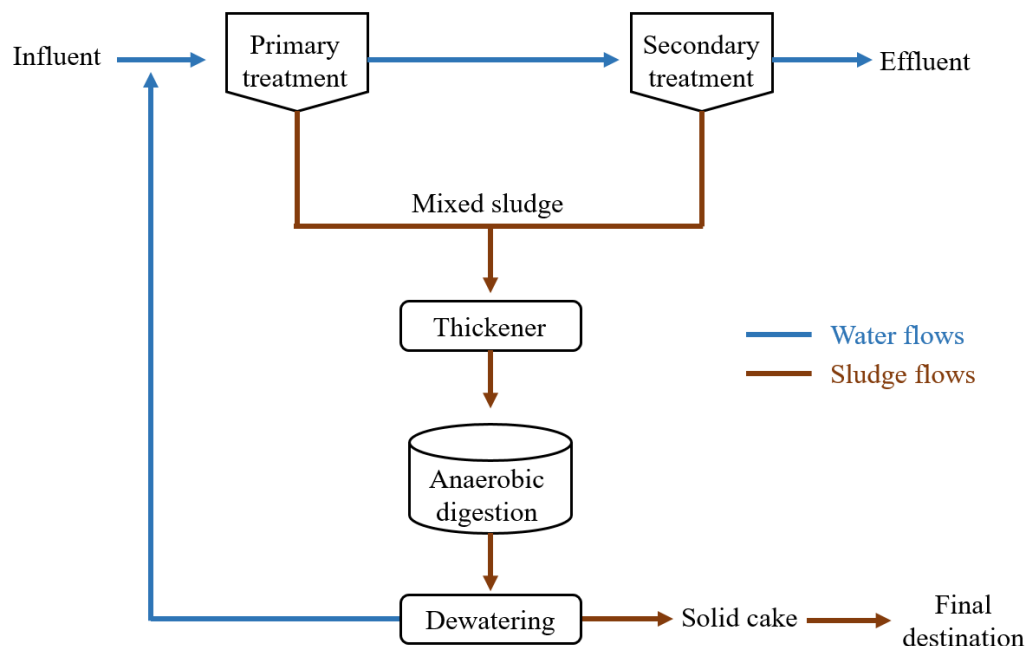 Influent
Primary
treatment
Secondary
treatment
Effluent
Mixed sludge
Thickener
Water flows
Sludge flows
Anaerobic
digestion
Dewatering
Solid cake
Final
destination